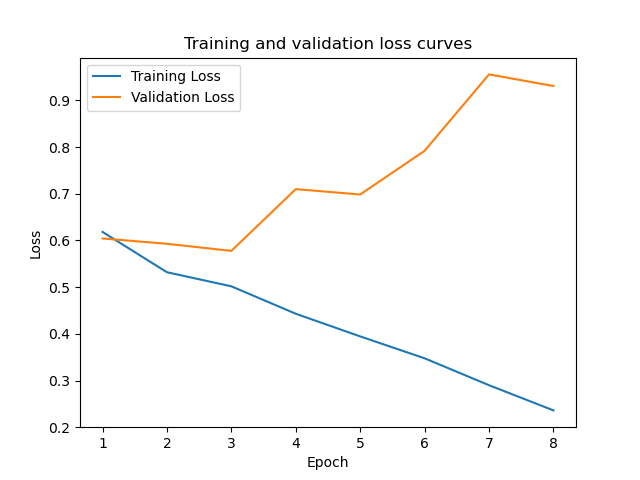 Training and validation loss curves
Training Loss
Validation Loss
0.9
0.8
0.7
0.6
0.5
0.4
0.3
0.2
Loss
1 2 3 4 5 6 7 8
Epoch